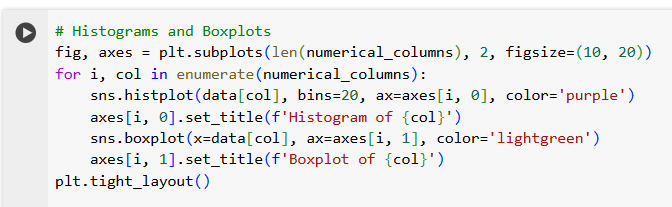 # Histograms and Boxplots
fig, axes = plt.subplots(len(numerical_columns), 2, figsize=(10, 20))
for i, col in enumerate(numerical_columns):
    sns.histplot(data[col], bins=20, ax=axes[i, 0], color='purple')
    axes[i, 0].set_title(f'Histogram of {col}')
    sns.boxplot(x=data[col], ax=axes[i, 1], color='lightgreen')
    axes[i, 1].set_title(f'Boxplot of {col}')
plt.tight_layout()